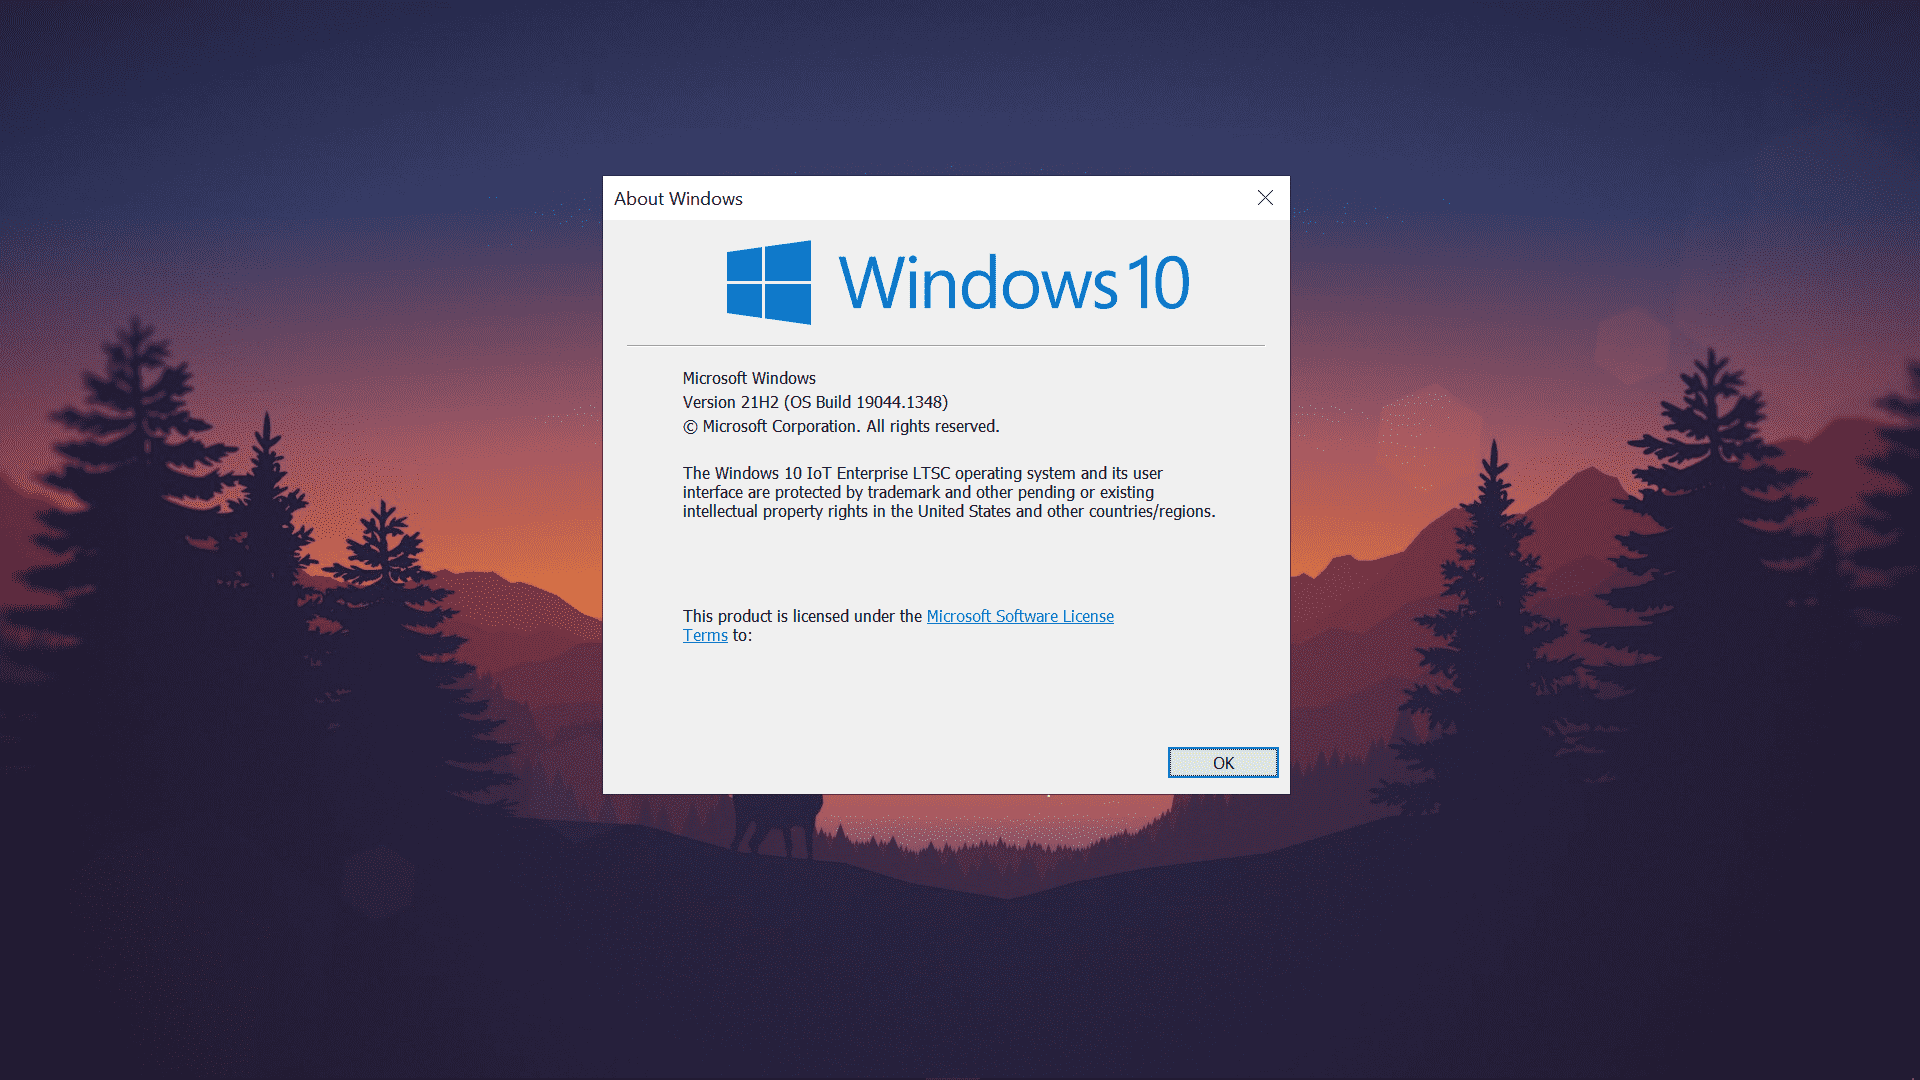 About Windows
Windows 10
Microsoft Windows
Version 21H2 (OS Build 19044.1348)
© Microsoft Corporation. All rights reserved.
The Windows 10 IoT Enterprise LTSC operating system and its user
interface are protected by trademark and other pending or existing
intellectual property rights in the United States and other countries/regions.
This product is licensed under the Microsoft Software License
Terms to:
OK